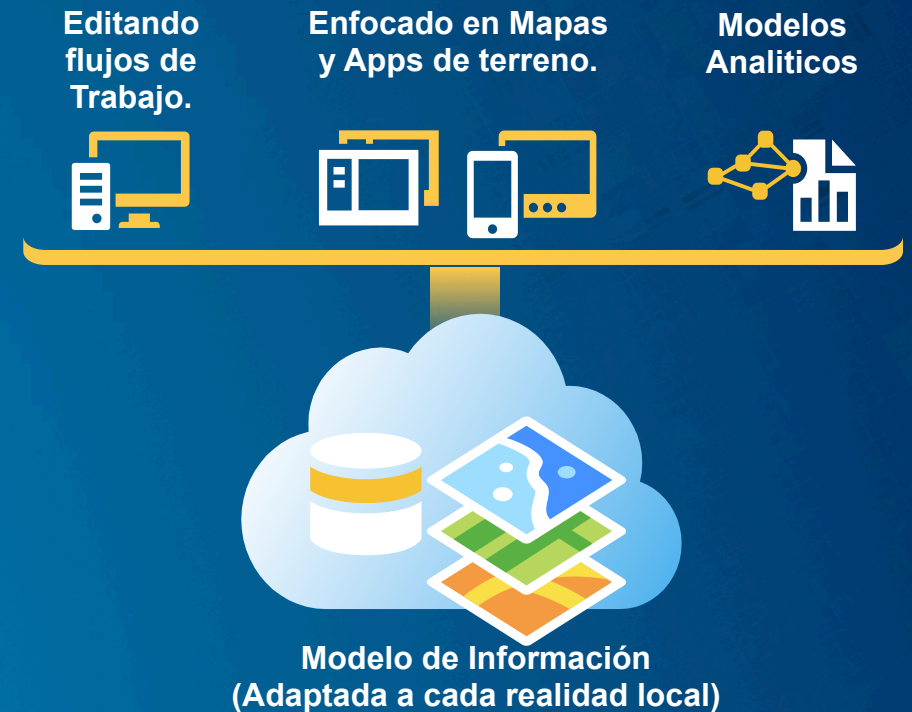 Editando
flujos de
Trabajo.
Enfocado en Mapas
y Apps de terreno.
Modelos
Analiticos
Modelo de Información
(Adaptada a cada realidad local)